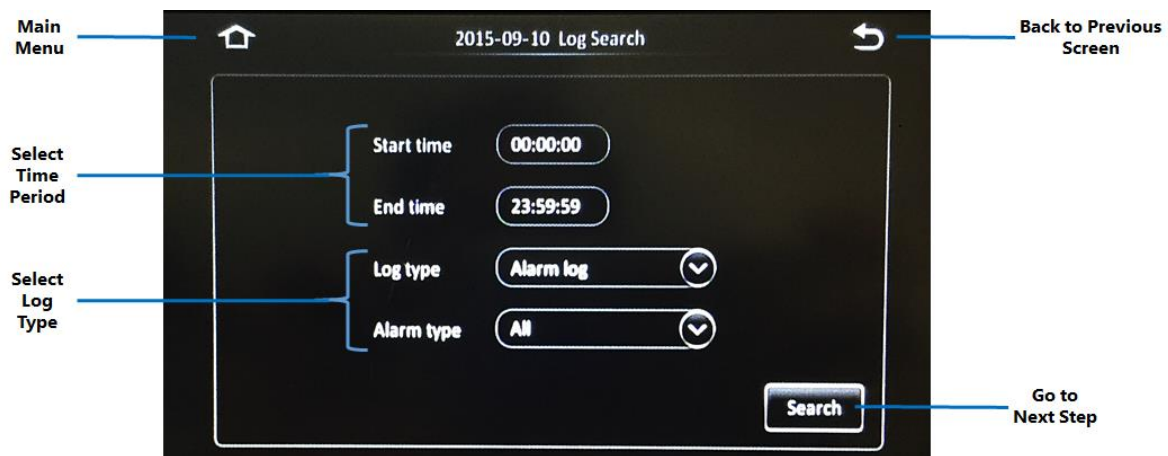 Main
Menu
2015-09-10 Log Search
Back to Previous
Screen
Select
Time
Period
Start time
00:00:00
End time
23:59:59
Select
Log
Type
Log type
Alarm log
Alarm type
All
Search
Go to
Next Step